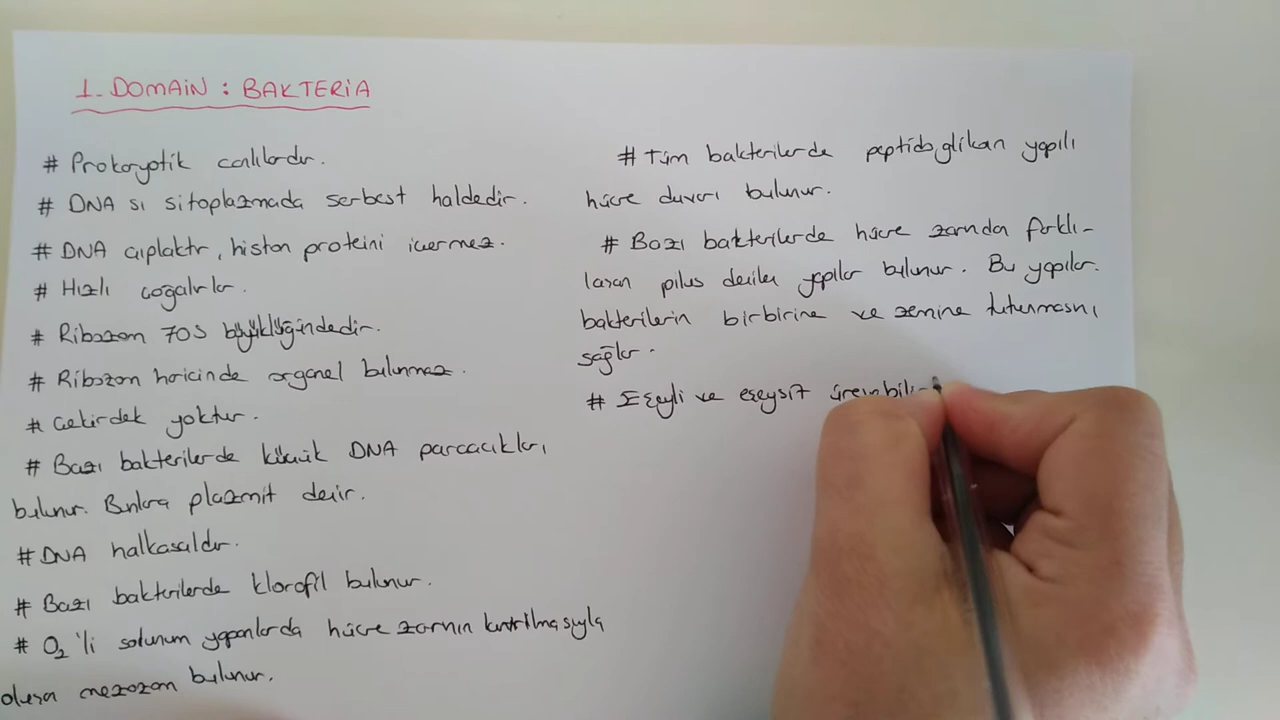 1_ DOMAİN : BAKTERİA
# Prokaryotik canlılardır.
# DNA sı sitoplazmada serbest haldedir.
# DNA çıplaktır, histon proteini içermez.
# Hızlı çoğalırlar.
# Ribozom 70S büyüklüğündedir.
# Ribozom haricinde organel bulunmaz.
# Çekirdek yoktur.
# Bazı bakterilerde küçük DNA parçacıkları
bulunur. Bunlara plazmit denir.
# DNA halkasaldır.
# Bazı bakterilerde klorofil bulunur.
# O₂'li solunum yapanlarda hücre zarının kıvrılmasıyla
oluşan mezozom bulunur.
# Tüm bakterilerde peptidoglikan yapılı
hücre duvarı bulunur.
# Bazı bakterilerde hücre zarında farklı-
laşan pilus denilen yapılar bulunur. Bu yapılar.
bakterilerin birbirine ve zemine tutunmasını
sağlar.
# Eşeyli ve eşeysiz üreyebilir